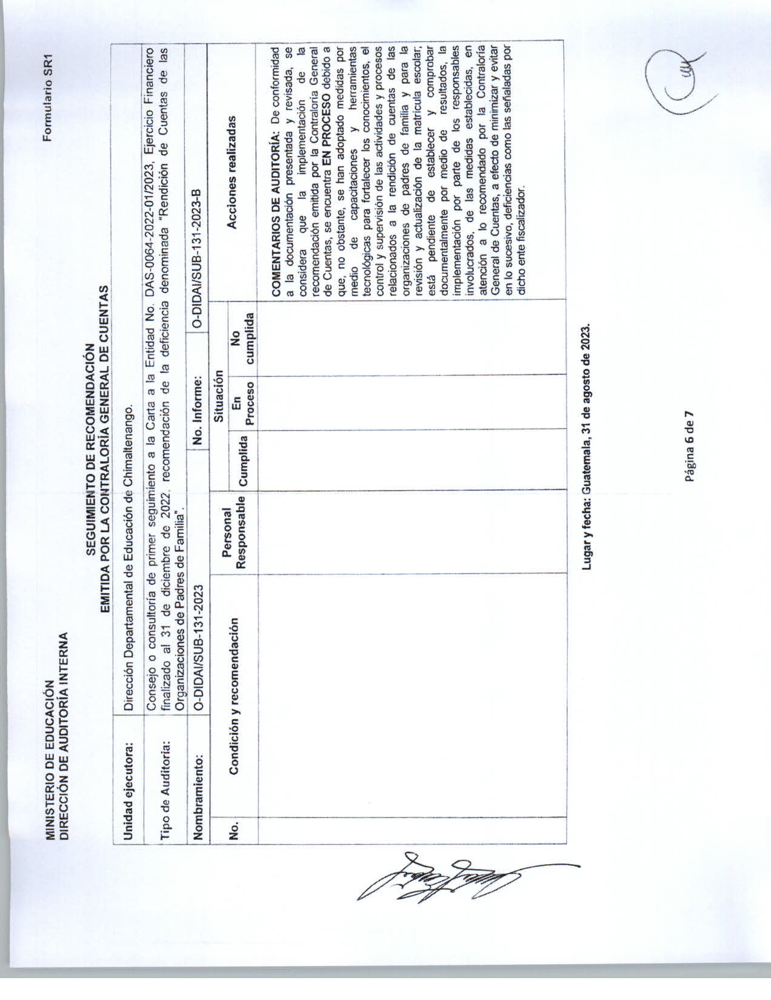 Formulario SR1
MINISTERIO DE EDUCACIÓN
DIRECCIÓN DE AUDITORÍA INTERNA
SEGUIMIENTO DE RECOMENDACIÓN
EMITIDA POR LA CONTRALORÍA GENERAL DE CUENTAS
Unidad ejecutora: Dirección Departamental de Educación de Chimaltenango.
Tipo de Auditoría: Consejo o consultoría de primer seguimiento a la Carta a la Entidad No. DAS-0064-2022-01/2023, Ejercicio Financiero
finalizado al 31 de diciembre de 2022, recomendación de la deficiencia denominada "Rendición de Cuentas de las
Organizaciones de Padres de Familia".
Nombramiento: O-DIDAI/SUB-131-2023 No. Informe: O-DIDAI/SUB-131-2023-B
No. Condición y recomendación Personal Responsable Situación Acciones realizadas
Cumplida En Proceso No cumplida
COMENTARIOS DE AUDITORÍA: De conformidad
a la documentación presentada y revisada, se
considera que la implementación de la
recomendación emitida por la Contraloría General
de Cuentas, se encuentra EN PROCESO debido a
que, no obstante, se han adoptado medidas por
medio de capacitaciones y herramientas
tecnológicas para fortalecer los conocimientos, el
control y supervisión de las actividades y procesos
relacionados a la rendición de cuentas de las
organizaciones de padres de familia y para la
revisión y actualización de la matrícula escolar;
está pendiente de establecer y comprobar
documentalmente por medio de resultados, la
implementación por parte de los responsables
involucrados, de las medidas establecidas, en
atención a lo recomendado por la Contraloría
General de Cuentas, a efecto de minimizar y evitar
en lo sucesivo, deficiencias como las señaladas por
dicho ente fiscalizador.
Lugar y fecha: Guatemala, 31 de agosto de 2023.
Página 6 de 7